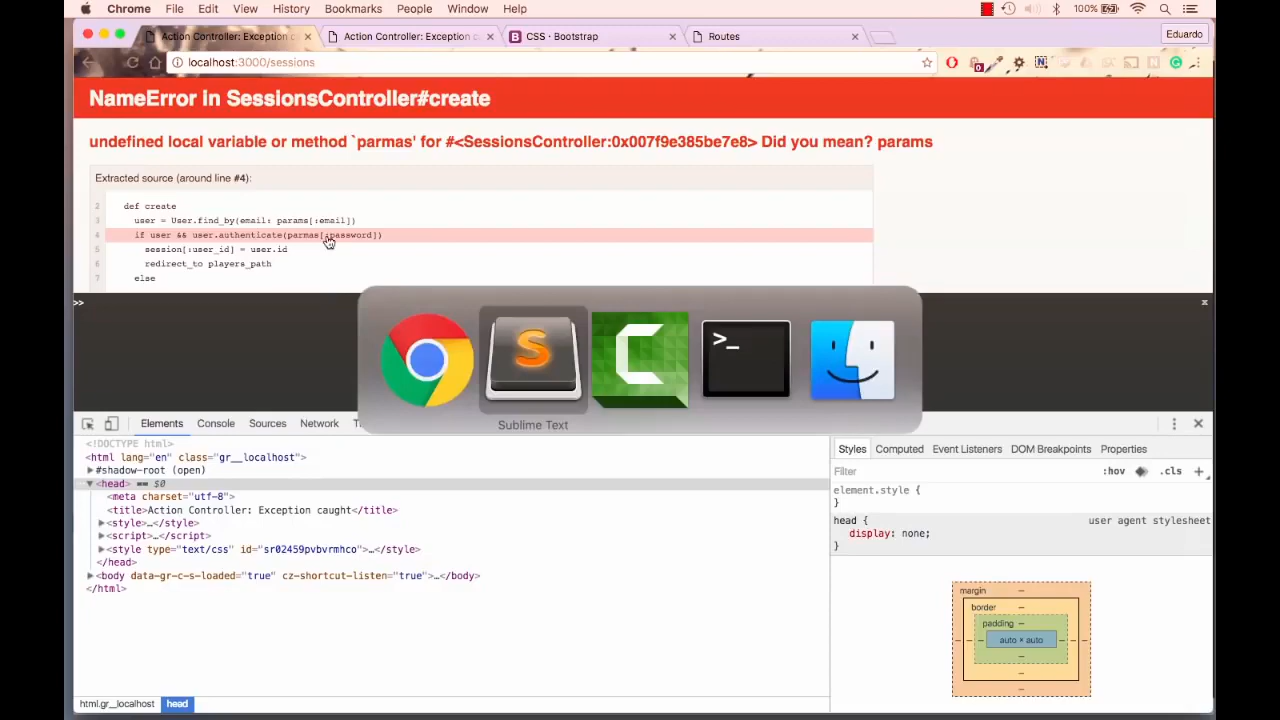 Chrome File Edit View History Bookmarks People Window Help 100%
Action Controller: Exception c × Action Controller: Exception c × CSS · Bootstrap × Routes × Eduardo
localhost:3000/sessions
NameError in SessionsController#create
undefined local variable or method `parmas' for #<SessionsController:0x007f9e385be7e8> Did you mean? params
Extracted source (around line #4):
2 def create
3 user = User.find_by(email: params[:email])
4 if user && user.authenticate(parmas[:password])
5 session[:user_id] = user.id
6 redirect_to players_path
7 else
>> x
Sublime Text
Elements Console Sources Network
<!DOCTYPE html>
<html lang="en" class="gr__localhost">
#shadow-root (open)
<head> == $0
<meta charset="utf-8">
<title>Action Controller: Exception caught</title>
<style>…</style>
<script>…</script>
<style type="text/css" id="sr02459pvbvrmhco">…</style>
</head>
<body data-gr-c-s-loaded="true" cz-shortcut-listen="true">…</body>
</html>
Styles Computed Event Listeners DOM Breakpoints Properties
Filter :hov .cls +
element.style {
}
head { user agent stylesheet
display: none;
}
margin –
border –
padding –
– – – auto × auto – – –
–
–
–
html.gr__localhost head